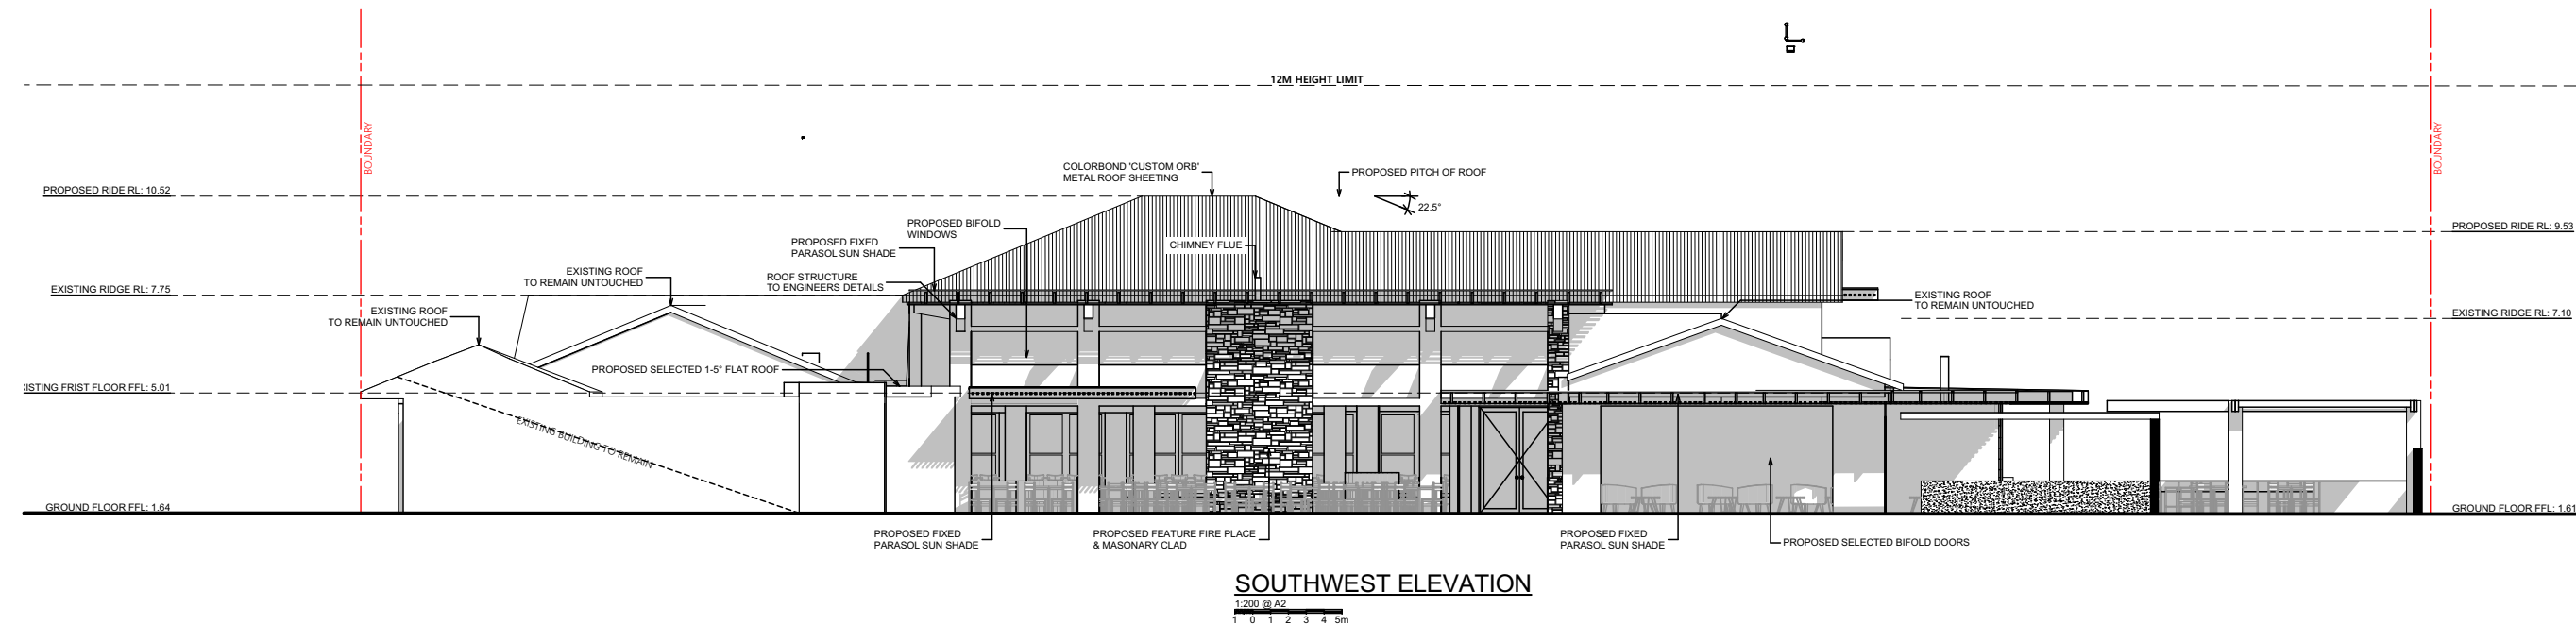 12M HEIGHT LIMIT
BOUNDARY
BOUNDARY
COLORBOND 'CUSTOM ORB'
METAL ROOF SHEETING
PROPOSED PITCH OF ROOF
22.5°
PROPOSED RIDE RL: 10.52
PROPOSED BIFOLD
WINDOWS
PROPOSED RIDE RL: 9.53
PROPOSED FIXED
PARASOL SUN SHADE
CHIMNEY FLUE
EXISTING ROOF
TO REMAIN UNTOUCHED
ROOF STRUCTURE
TO ENGINEERS DETAILS
EXISTING RIDGE RL: 7.75
EXISTING ROOF
TO REMAIN UNTOUCHED
EXISTING ROOF
TO REMAIN UNTOUCHED
EXISTING RIDGE RL: 7.10
PROPOSED SELECTED 1-5° FLAT ROOF
XISTING FRIST FLOOR FFL: 5.01
EXISTING BUILDING TO REMAIN
GROUND FLOOR FFL: 1.64
GROUND FLOOR FFL: 1.61
PROPOSED FIXED
PARASOL SUN SHADE
PROPOSED FEATURE FIRE PLACE
& MASONARY CLAD
PROPOSED FIXED
PARASOL SUN SHADE
PROPOSED SELECTED BIFOLD DOORS
SOUTHWEST ELEVATION
1:200 @ A2
1 0 1 2 3 4 5m